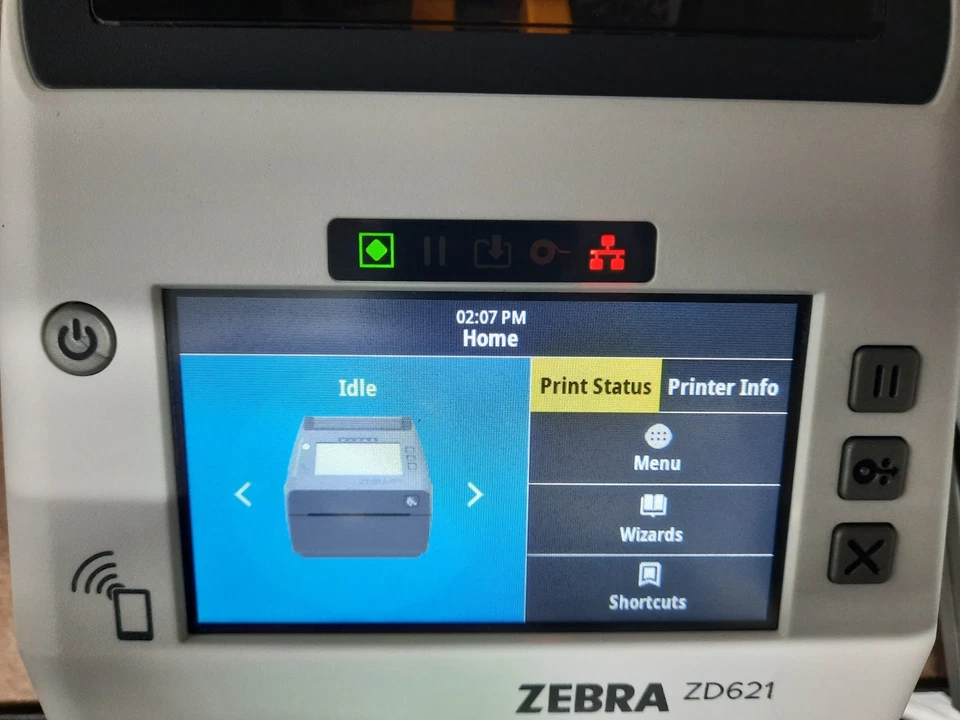 02:07 PM
Home
Idle
Print Status
Printer Info
Menu
Wizards
Shortcuts
ZEBRA ZD621